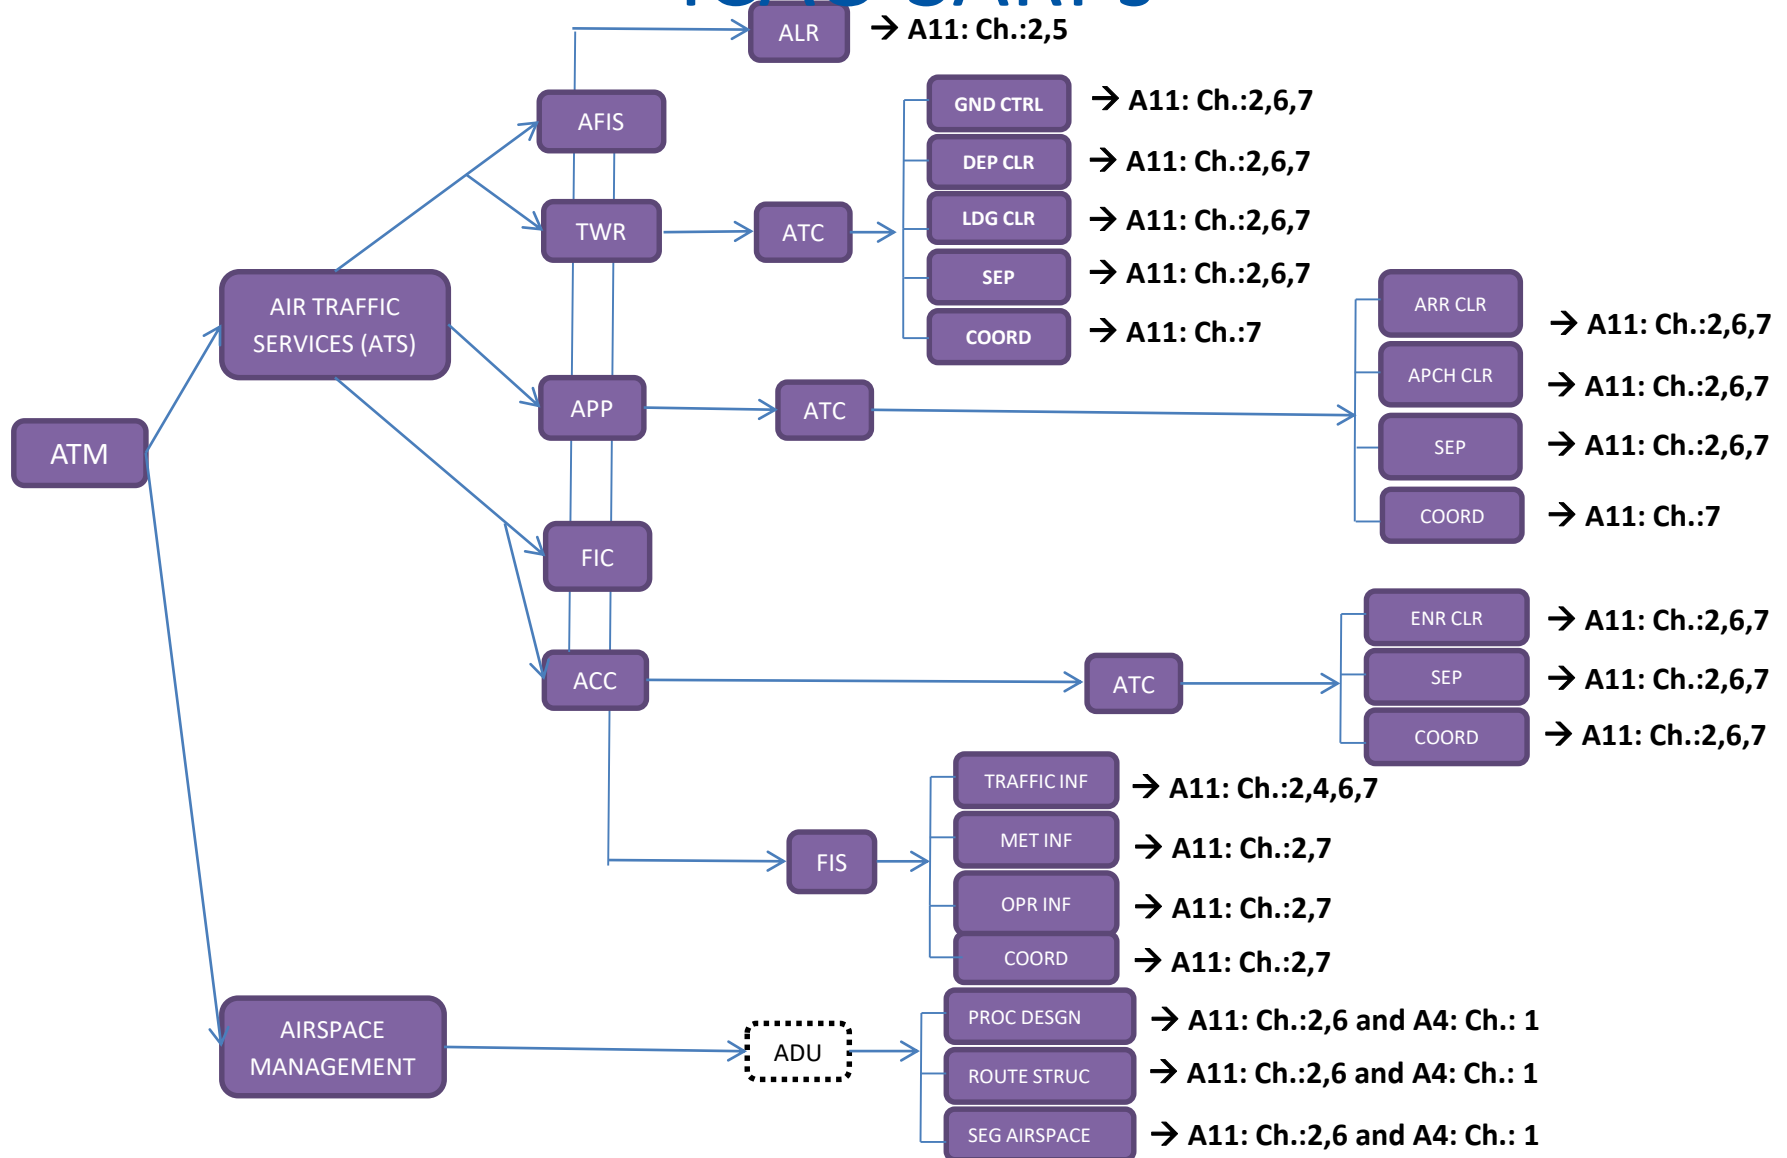 ICAO SARPs
ALR
→ A11: Ch.:2,5
AFIS
TWR
ATC
GND CTRL
→ A11: Ch.:2,6,7
DEP CLR
→ A11: Ch.:2,6,7
LDG CLR
→ A11: Ch.:2,6,7
SEP
→ A11: Ch.:2,6,7
COORD
→ A11: Ch.:7
AIR TRAFFIC
SERVICES (ATS)
ATM
APP
ATC
ARR CLR
→ A11: Ch.:2,6,7
APCH CLR
→ A11: Ch.:2,6,7
SEP
→ A11: Ch.:2,6,7
COORD
→ A11: Ch.:7
FIC
ACC
ATC
ENR CLR
→ A11: Ch.:2,6,7
SEP
→ A11: Ch.:2,6,7
COORD
→ A11: Ch.:2,6,7
FIS
TRAFFIC INF
→ A11: Ch.:2,4,6,7
MET INF
→ A11: Ch.:2,7
OPR INF
→ A11: Ch.:2,7
COORD
→ A11: Ch.:2,7
AIRSPACE
MANAGEMENT
ADU
PROC DESGN
→ A11: Ch.:2,6 and A4: Ch.: 1
ROUTE STRUC
→ A11: Ch.:2,6 and A4: Ch.: 1
SEG AIRSPACE
→ A11: Ch.:2,6 and A4: Ch.: 1